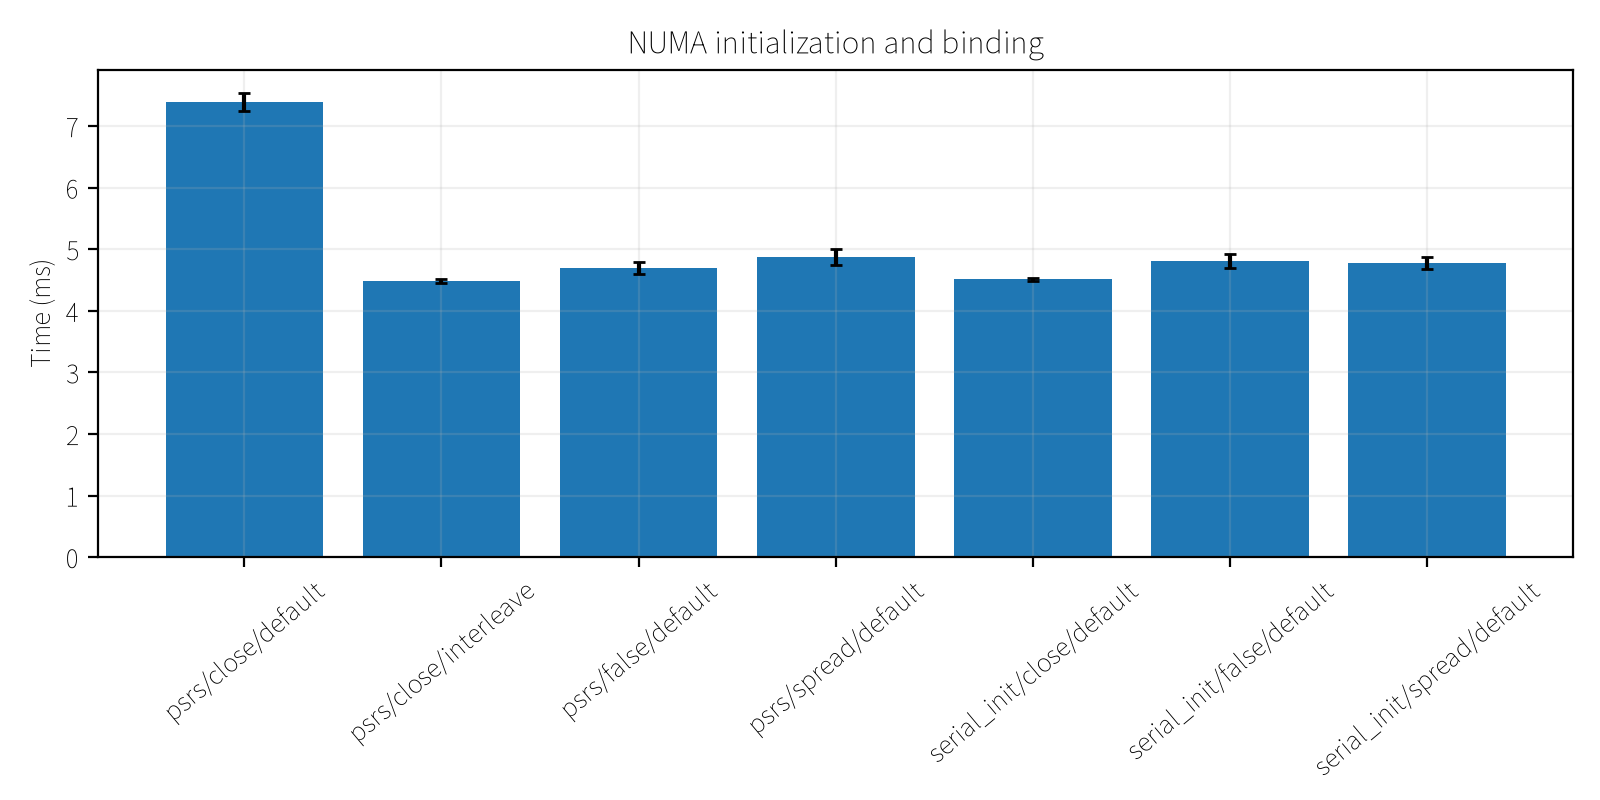 NUMA initialization and binding
Time (ms)
7
6
5
4
3
2
1
0
psrs/close/default
psrs/close/interleave
psrs/false/default
psrs/spread/default
serial_init/close/default
serial_init/false/default
serial_init/spread/default